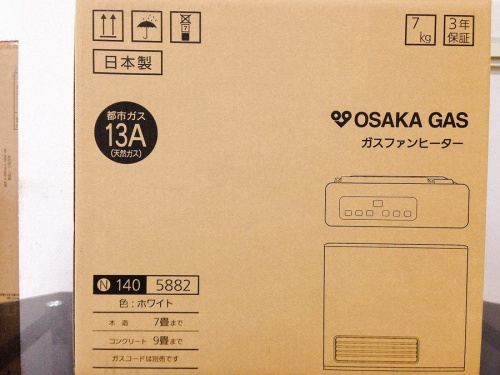 7
7
kg
3年
保証
日本製
都市ガス
13A
(天然ガス)
OSAKA GAS
ガスファンヒーター
N 140 5882
色:ホワイト
木造 7畳まで
コンクリート 9畳まで
ガスコードは別売です